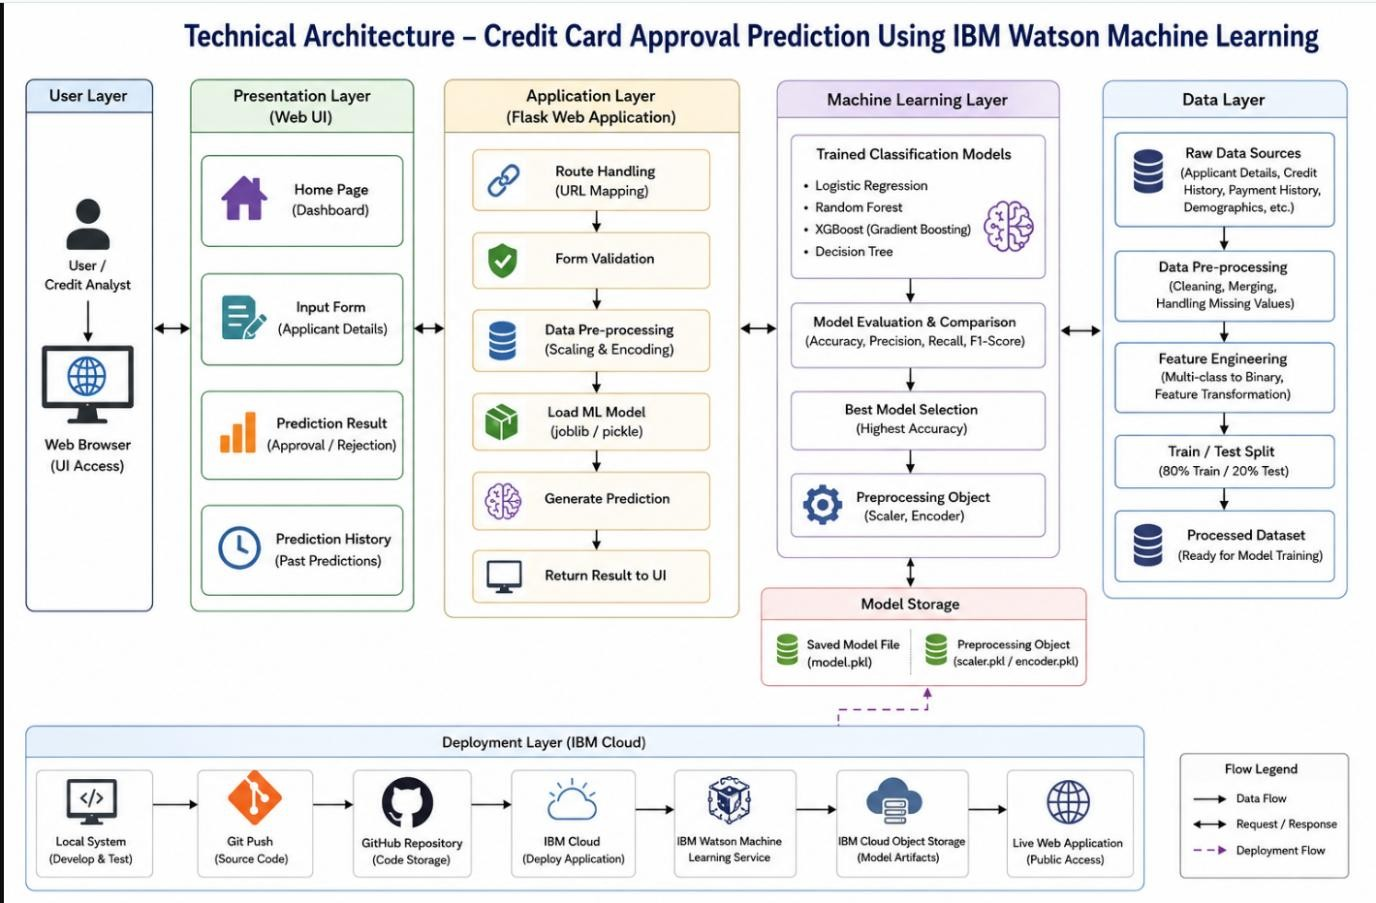 Technical Architecture – Credit Card Approval Prediction Using IBM Watson Machine Learning
User Layer
User /
Credit Analyst
Web Browser
(UI Access)
Presentation Layer
(Web UI)
Home Page
(Dashboard)
Input Form
(Applicant Details)
Prediction Result
(Approval / Rejection)
Prediction History
(Past Predictions)
Application Layer
(Flask Web Application)
Route Handling
(URL Mapping)
Form Validation
Data Pre-processing
(Scaling & Encoding)
Load ML Model
(joblib / pickle)
Generate Prediction
Return Result to UI
Machine Learning Layer
Trained Classification Models
• Logistic Regression
• Random Forest
• XGBoost (Gradient Boosting)
• Decision Tree
Model Evaluation & Comparison
(Accuracy, Precision, Recall, F1-Score)
Best Model Selection
(Highest Accuracy)
Preprocessing Object
(Scaler, Encoder)
Model Storage
Saved Model File
(model.pkl)
Preprocessing Object
(scaler.pkl / encoder.pkl)
Data Layer
Raw Data Sources
(Applicant Details, Credit
History, Payment History,
Demographics, etc.)
Data Pre-processing
(Cleaning, Merging,
Handling Missing Values)
Feature Engineering
(Multi-class to Binary,
Feature Transformation)
Train / Test Split
(80% Train / 20% Test)
Processed Dataset
(Ready for Model Training)
Deployment Layer (IBM Cloud)
</>
Local System
(Develop & Test)
Git Push
(Source Code)
GitHub Repository
(Code Storage)
IBM Cloud
(Deploy Application)
IBM Watson Machine
Learning Service
IBM Cloud Object Storage
(Model Artifacts)
Live Web Application
(Public Access)
Flow Legend
Data Flow
Request / Response
Deployment Flow